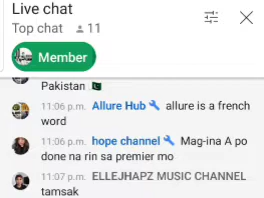 Live chat
Top chat 11
Member
Pakistan 🇵🇰
11:06 p.m. Allure Hub allure is a french
word
11:06 p.m. hope channel Mag-ina A po
done na rin sa premier mo
11:07 p.m. ELLEJHAPZ MUSIC CHANNEL
tamsak